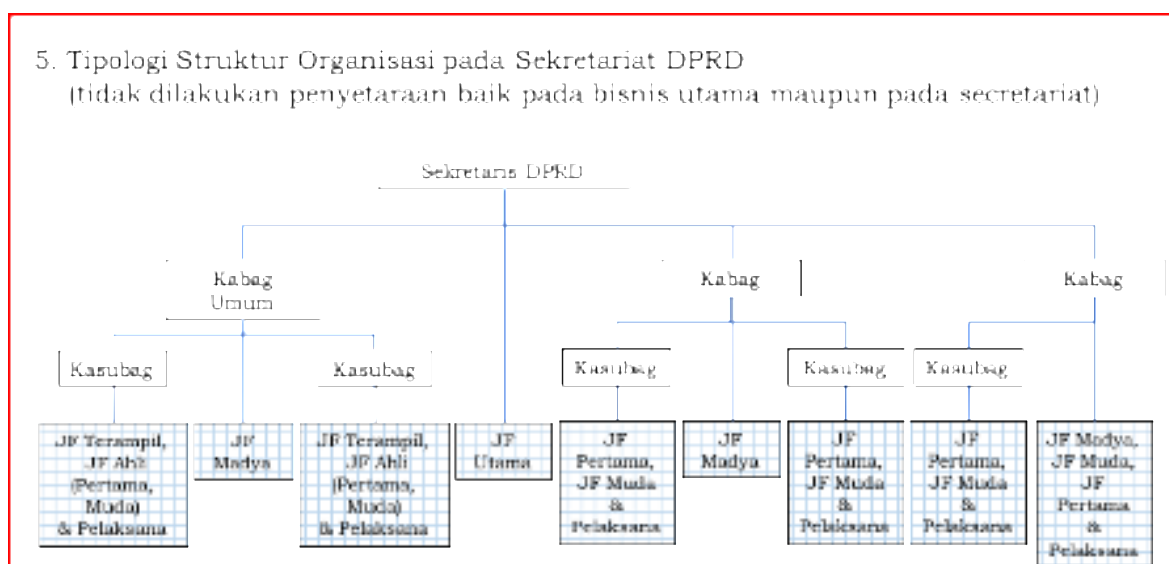 5. Tipologi Struktur Organisasi pada Sekretariat DPRD
(tidak dilakukan penyetaraan baik pada bisnis utama maupun pada secretariat)
Sekretaris DPRD
Kabag
Umum
Kabag
Kabag
Kasubag
Kasubag
Kasubag
Kasubag
Kasubag
JF Terampil,
JF Ahli
(Pertama,
Muda)
& Pelaksana
JF
Madya
JF Terampil,
JF Ahli
(Pertama,
Muda)
& Pelaksana
JF
Utama
JF
Pertama,
JF Muda
&
Pelaksana
JF
Madya
JF
Pertama,
JF Muda
&
Pelaksana
JF
Pertama,
JF Muda
&
Pelaksana
JF Madya,
JF Muda,
JF
Pertama
&
Pelaksana